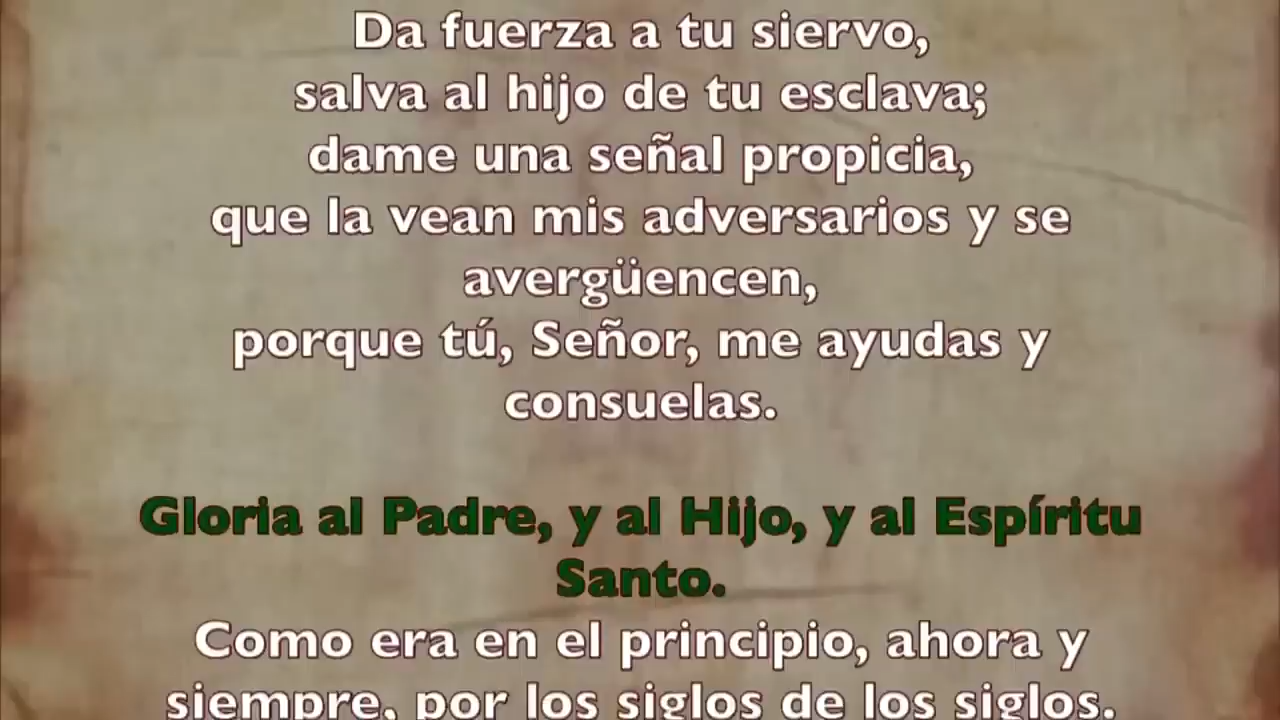 Da fuerza a tu siervo,
salva al hijo de tu esclava;
dame una señal propicia,
que la vean mis adversarios y se
avergüencen,
porque tú, Señor, me ayudas y
consuelas.
Gloria al Padre, y al Hijo, y al Espíritu
Santo.
Como era en el principio, ahora y
siempre, por los siglos de los siglos.